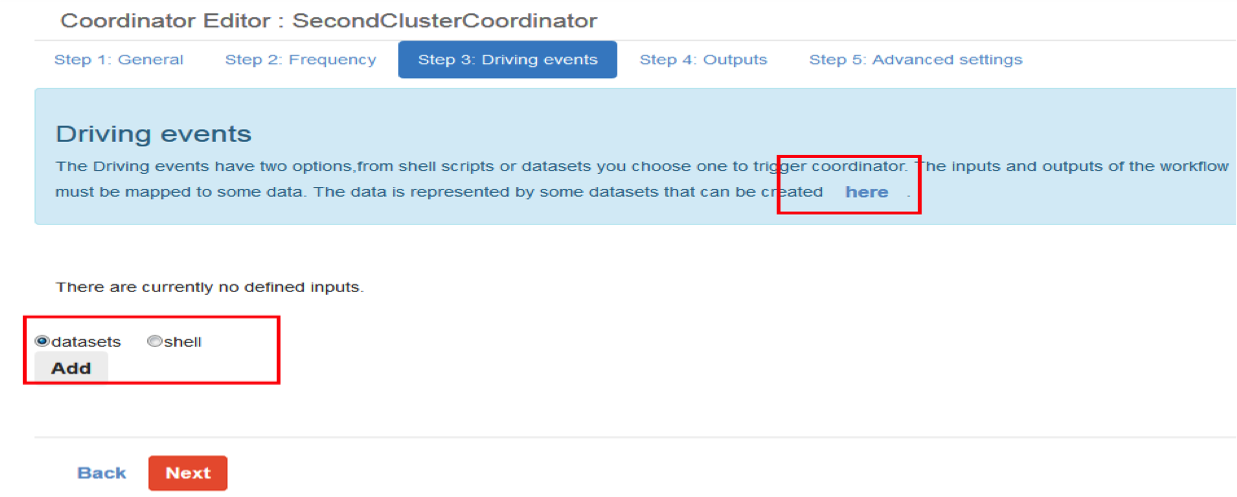 Coordinator Editor : SecondClusterCoordinator
Step 1: General Step 2: Frequency Step 3: Driving events Step 4: Outputs Step 5: Advanced settings
Driving events
The Driving events have two options,from shell scripts or datasets you choose one to trigger coordinator. The inputs and outputs of the workflow
must be mapped to some data. The data is represented by some datasets that can be created here .
There are currently no defined inputs.
datasets shell
Add
Back Next